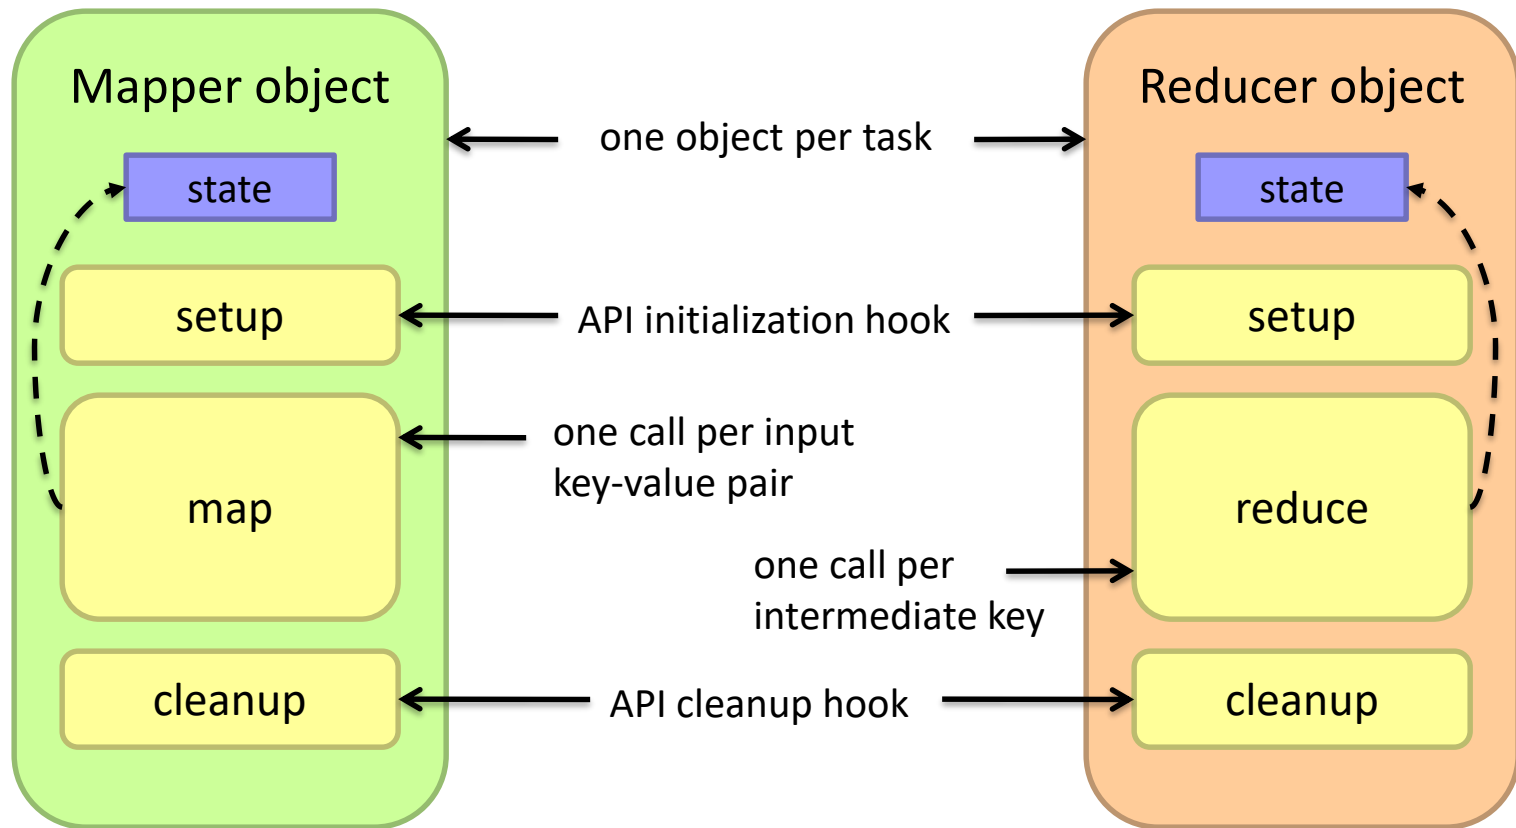 Mapper object
Reducer object
one object per task
state
state
setup
API initialization hook
setup
one call per input
key-value pair
map
reduce
one call per
intermediate key
cleanup
API cleanup hook
cleanup